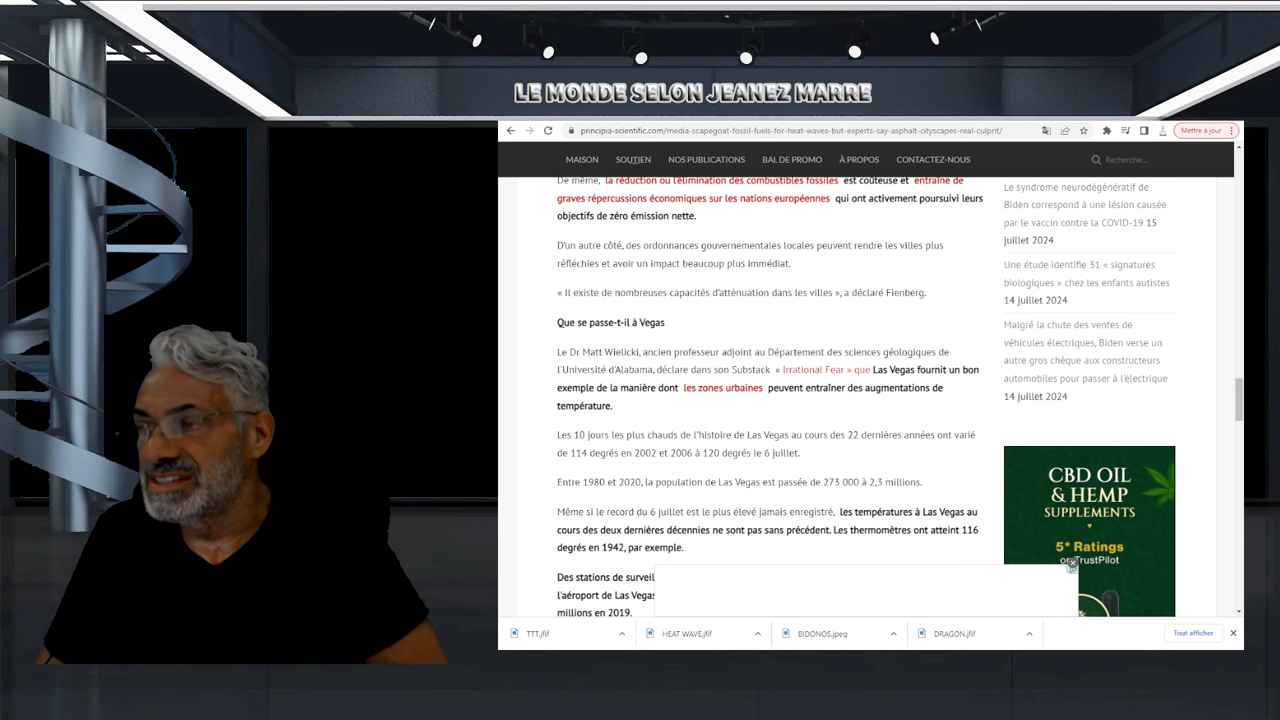 LE MONDE SELON JEANEZ MARRE
principia-scientific.com/media-scapegoat-fossil-fuels-for-heat-waves-but-experts-say-asphalt-cityscapes-real-culprit/
Mettre à jour
MAISON SOUTIEN NOS PUBLICATIONS BAL DE PROMO À PROPOS CONTACTEZ-NOUS Recherche...
De même, la réduction ou l'élimination des combustibles fossiles est coûteuse et entraîne de
graves répercussions économiques sur les nations européennes qui ont activement poursuivi leurs
objectifs de zéro émission nette.
D'un autre côté, des ordonnances gouvernementales locales peuvent rendre les villes plus
réfléchies et avoir un impact beaucoup plus immédiat.
« Il existe de nombreuses capacités d'atténuation dans les villes », a déclaré Fienberg.
Que se passe-t-il à Vegas
Le Dr Matt Wielicki, ancien professeur adjoint au Département des sciences géologiques de
l'Université d'Alabama, déclare dans son Substack « Irrational Fear » que Las Vegas fournit un bon
exemple de la manière dont les zones urbaines peuvent entraîner des augmentations de
température.
Les 10 jours les plus chauds de l'histoire de Las Vegas au cours des 22 dernières années ont varié
de 114 degrés en 2002 et 2006 à 120 degrés le 6 juillet.
Entre 1980 et 2020, la population de Las Vegas est passée de 273 000 à 2,3 millions.
Même si le record du 6 juillet est le plus élevé jamais enregistré, les températures à Las Vegas au
cours des deux dernières décennies ne sont pas sans précédent. Les thermomètres ont atteint 116
degrés en 1942, par exemple.
Des stations de surveil
l'aéroport de Las Vegas
millions en 2019.
Le syndrome neurodégénératif de
Biden correspond à une lésion causée
par le vaccin contre la COVID-19 15
juillet 2024
Une étude identifie 31 « signatures
biologiques » chez les enfants autistes
14 juillet 2024
Malgré la chute des ventes de
véhicules électriques, Biden verse un
autre gros chèque aux constructeurs
automobiles pour passer à l'électrique
14 juillet 2024
CBD OIL
& HEMP
SUPPLEMENTS
5* Ratings
on TrustPilot
TTT.jfif HEAT WAVE.jfif BIDONOS.jpeg DRAGON.jfif Tout afficher